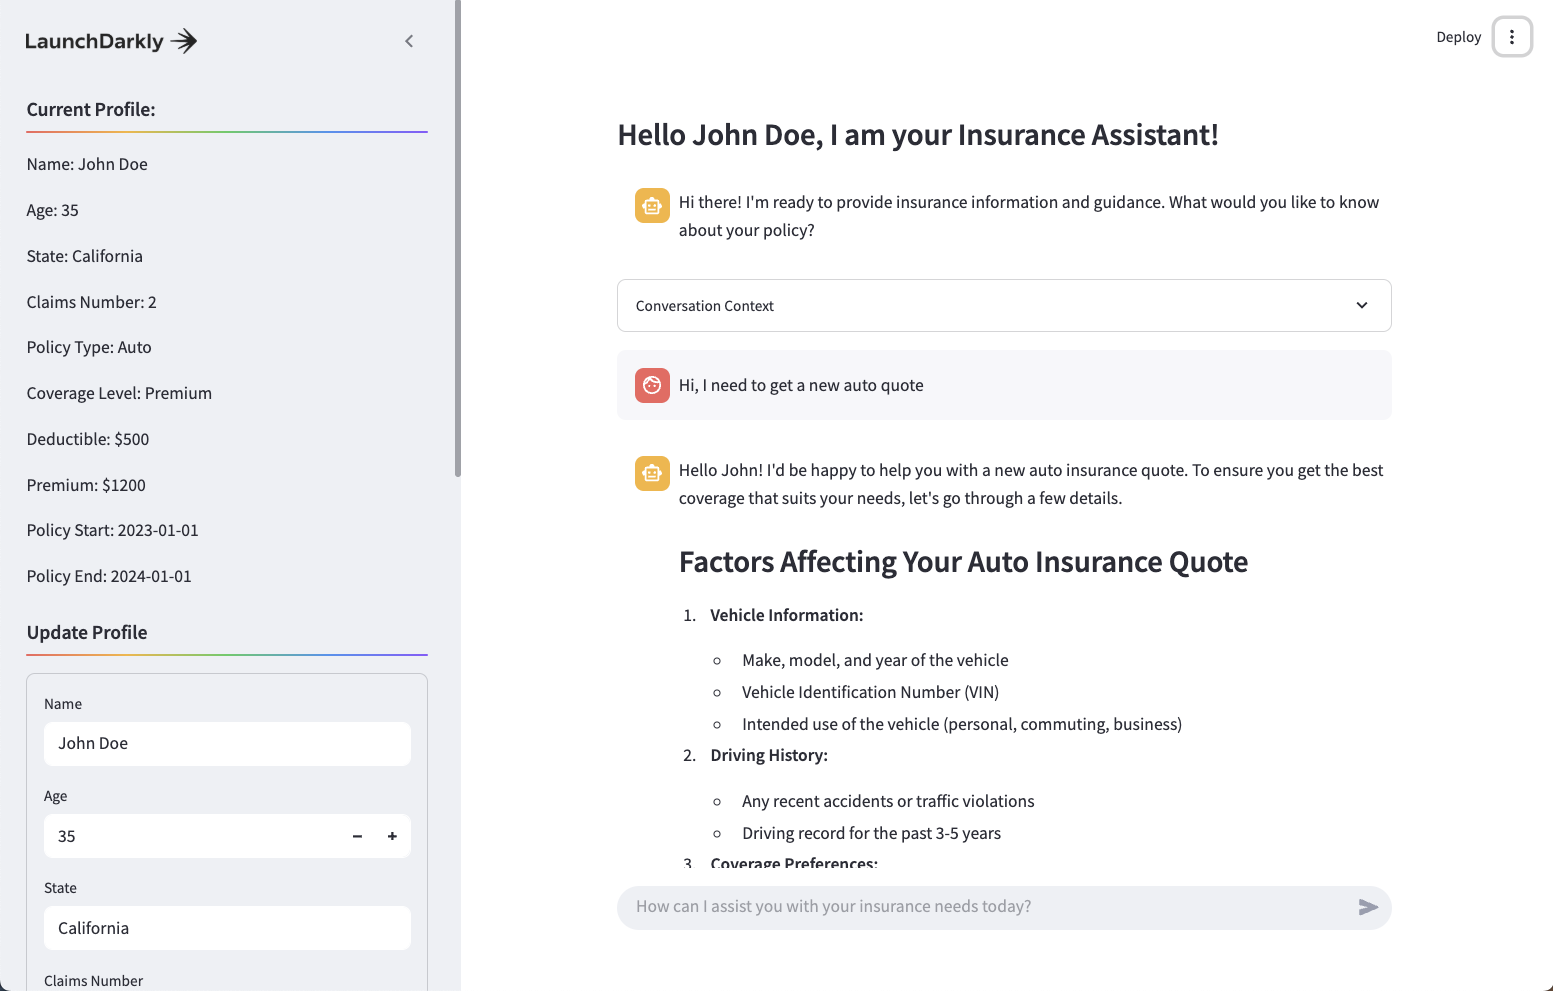 LaunchDarkly
Current Profile:
Name: John Doe
Age: 35
State: California
Claims Number: 2
Policy Type: Auto
Coverage Level: Premium
Deductible: $500
Premium: $1200
Policy Start: 2023-01-01
Policy End: 2024-01-01
Update Profile
Name
John Doe
Age
35
State
California
Claims Number
Deploy
Hello John Doe, I am your Insurance Assistant!
Hi there! I'm ready to provide insurance information and guidance. What would you like to know
about your policy?
Conversation Context
Hi, I need to get a new auto quote
Hello John! I'd be happy to help you with a new auto insurance quote. To ensure you get the best
coverage that suits your needs, let's go through a few details.
Factors Affecting Your Auto Insurance Quote
1. Vehicle Information:
Make, model, and year of the vehicle
Vehicle Identification Number (VIN)
Intended use of the vehicle (personal, commuting, business)
2. Driving History:
Any recent accidents or traffic violations
Driving record for the past 3-5 years
3. Coverage Preferences:
How can I assist you with your insurance needs today?